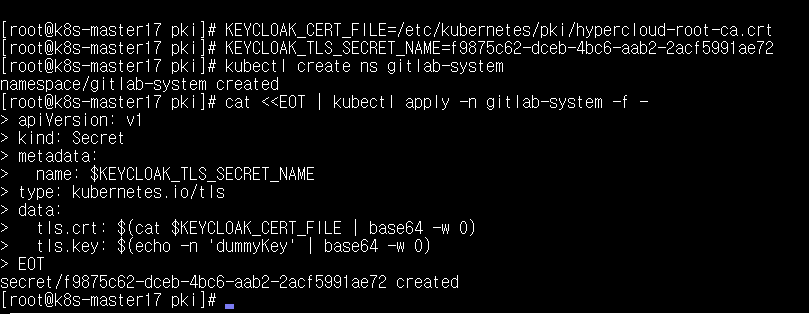 [root@k8s-master17 pki]# KEYCLOAK_CERT_FILE=/etc/kubernetes/pki/hypercloud-root-ca.crt
[root@k8s-master17 pki]# KEYCLOAK_TLS_SECRET_NAME=f9875c62-dceb-4bc6-aab2-2acf5991ae72
[root@k8s-master17 pki]# kubectl create ns gitlab-system
namespace/gitlab-system created
[root@k8s-master17 pki]# cat <<EOT | kubectl apply -n gitlab-system -f -
> apiVersion: v1
> kind: Secret
> metadata:
>   name: $KEYCLOAK_TLS_SECRET_NAME
> type: kubernetes.io/tls
> data:
>   tls.crt: $(cat $KEYCLOAK_CERT_FILE | base64 -w 0)
>   tls.key: $(echo -n 'dummyKey' | base64 -w 0)
> EOT
secret/f9875c62-dceb-4bc6-aab2-2acf5991ae72 created
[root@k8s-master17 pki]#